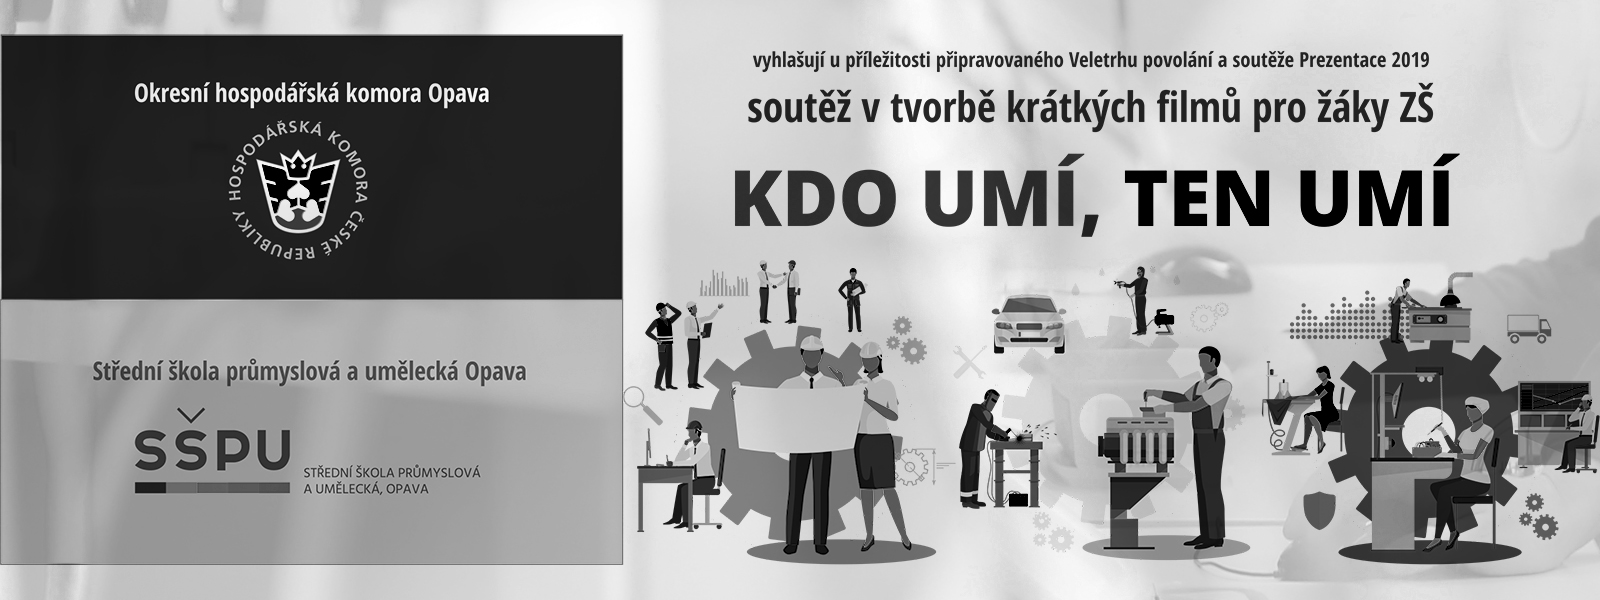 Okresní hospodářská komora Opava
HOSPODÁŘSKÁ KOMORA ČESKÉ REPUBLIKY
Střední škola průmyslová a umělecká Opava
SŠPU
STŘEDNÍ ŠKOLA PRŮMYSLOVÁ
A UMĚLECKÁ, OPAVA
vyhlašují u příležitosti připravovaného Veletrhu povolání a soutěže Prezentace 2019
soutěž v tvorbě krátkých filmů pro žáky ZŠ
KDO UMÍ, TEN UMÍ